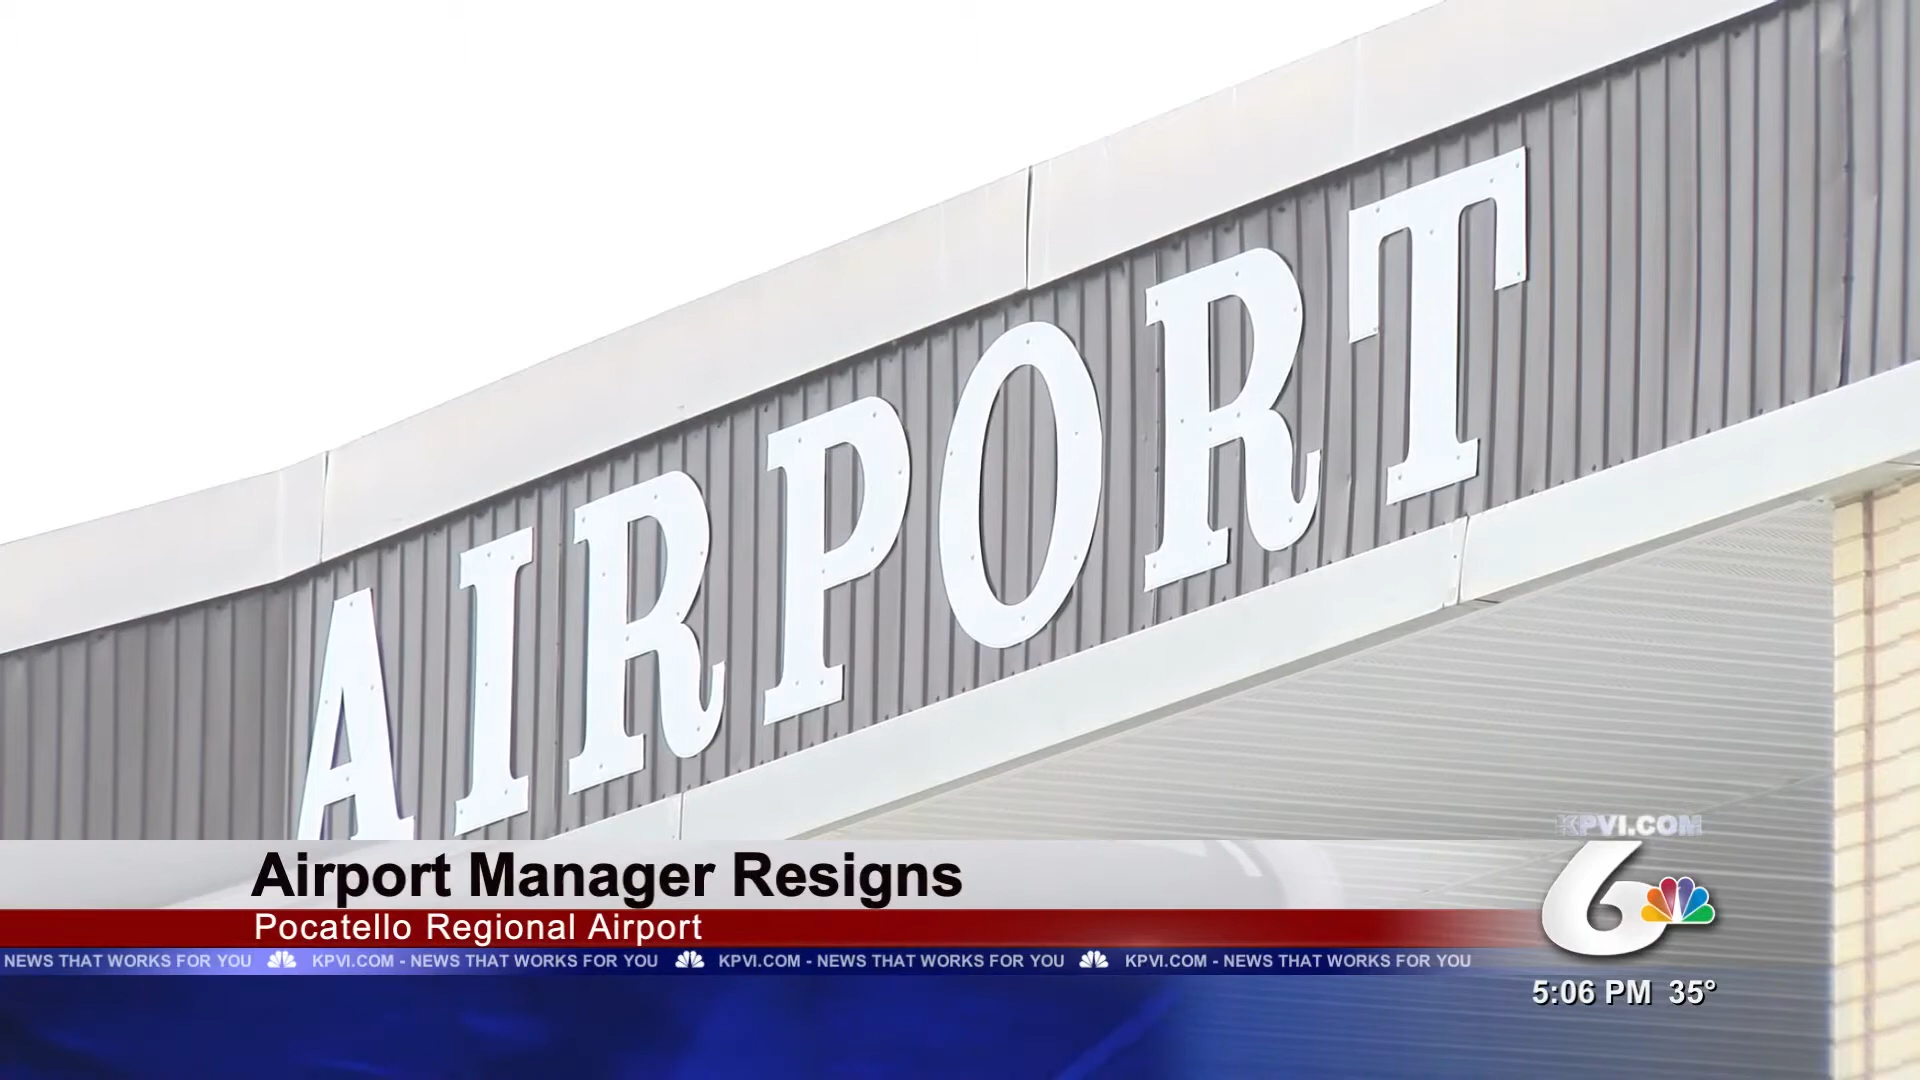 AIRPORT
KPVI.COM
6
Airport Manager Resigns
Pocatello Regional Airport
NEWS THAT WORKS FOR YOU KPVI.COM - NEWS THAT WORKS FOR YOU KPVI.COM - NEWS THAT WORKS FOR YOU KPVI.COM - NEWS THAT WORKS FOR YOU
5:06 PM 35°